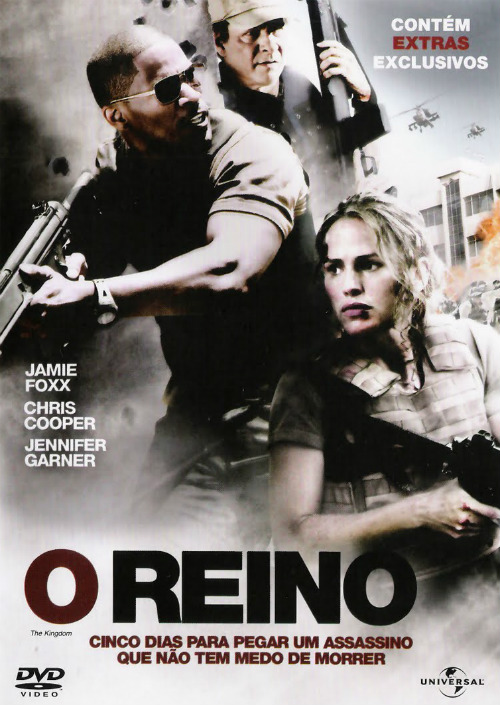 CONTÉM
EXTRAS
EXCLUSIVOS
JAMIE
FOXX
CHRIS
COOPER
JENNIFER
GARNER
O REINO
The Kingdom
CINCO DIAS PARA PEGAR UM ASSASSINO
QUE NÃO TEM MEDO DE MORRER
DVD
VIDEO
UNIVERSAL